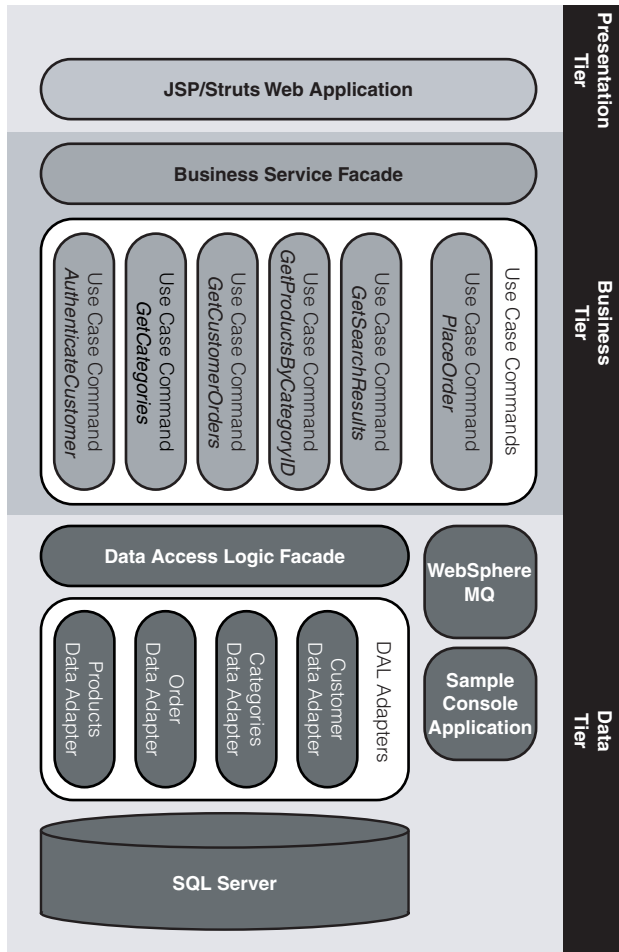 Presentation
Tier
JSP/Struts Web Application
Business
Tier
Business Service Facade
Use Case Commands
Use Case Command
AuthenticateCustomer
Use Case Command
GetCategories
Use Case Command
GetCustomerOrders
Use Case Command
GetProductsByCategoryID
Use Case Command
GetSearchResults
Use Case Command
PlaceOrder
Data
Tier
Data Access Logic Facade
WebSphere
MQ
DAL Adapters
Products
Data Adapter
Order
Data Adapter
Categories
Data Adapter
Customer
Data Adapter
Sample
Console
Application
SQL Server